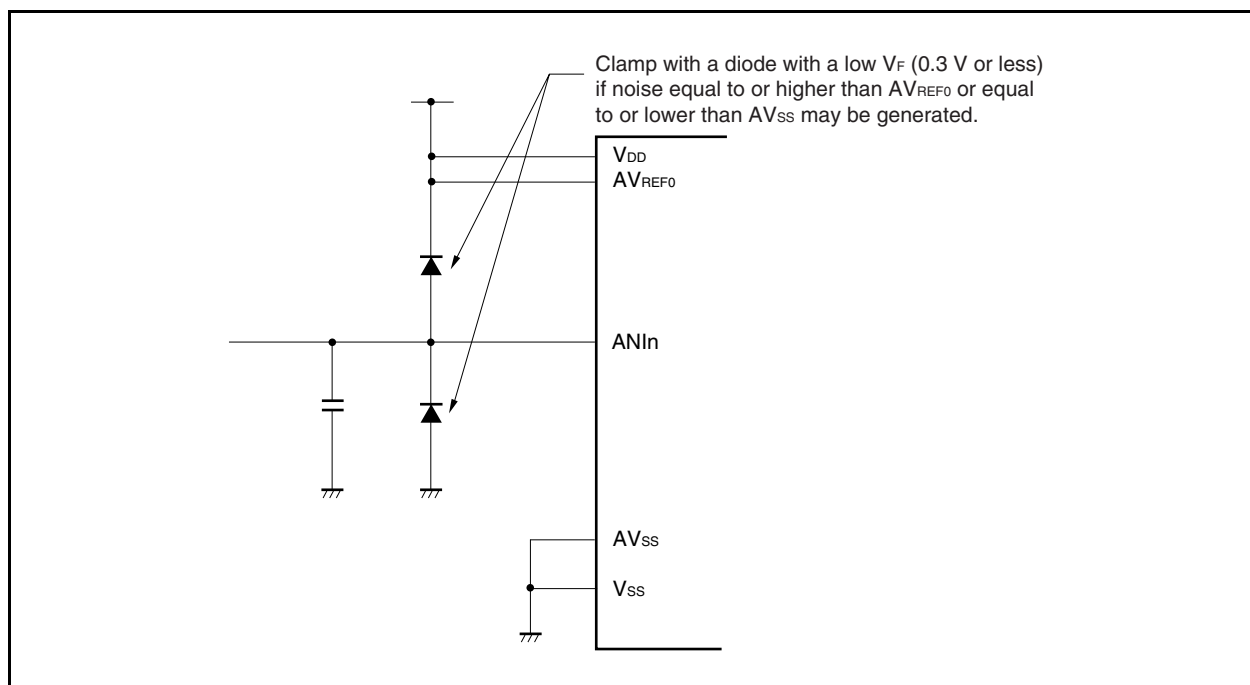 Clamp with a diode with a low VF (0.3 V or less)
if noise equal to or higher than AVREF0 or equal
to or lower than AVSS may be generated.
VDD
AVREF0
ANIn
AVSS
VSS